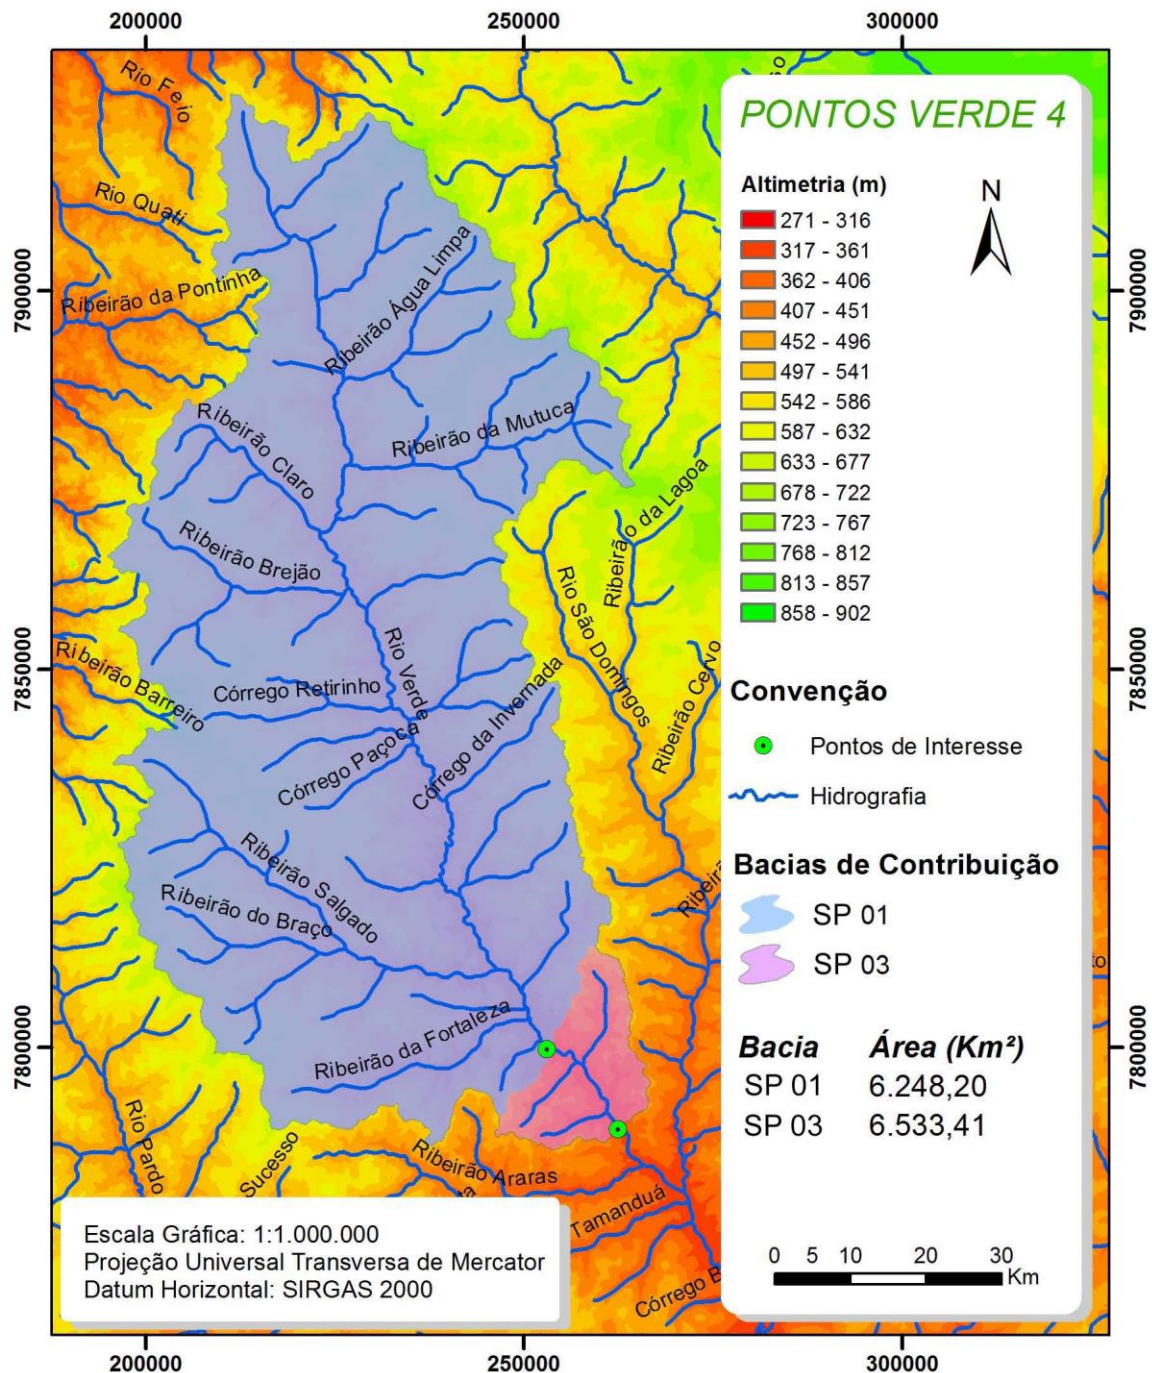 200000 250000 300000
PONTOS VERDE 4
Altimetria (m)
N
271 - 316
317 - 361
362 - 406
407 - 451
452 - 496
497 - 541
542 - 586
587 - 632
633 - 677
678 - 722
723 - 767
768 - 812
813 - 857
858 - 902
Convenção
Pontos de Interesse
Hidrografia
Bacias de Contribuição
SP 01
SP 03
Bacia Área (Km²)
SP 01 6.248,20
SP 03 6.533,41
0 5 10 20 30
Km
7900000
7850000
7800000
7900000
7850000
7800000
Rio Feio
Rio Quati
Ribeirão da Pontinha
Ribeirão Água Limpa
Ribeirão da Mutuca
Ribeirão Claro
Ribeirão Brejão
Ribeirão da Lagoa
Rio São Domingos
Ribeirão Cervo
Rio Verde
Ribeirão Barreiro
Córrego Retirinho
Córrego Paçoca
Córrego da Invernada
Ribeirão Salgado
Ribeirão do Braço
Ribeirão
Ribeirão da Fortaleza
Rio Pardo
Sucesso
Ribeirão Araras
Tamanduá
Córrego B
Escala Gráfica: 1:1.000.000
Projeção Universal Transversa de Mercator
Datum Horizontal: SIRGAS 2000
200000 250000 300000